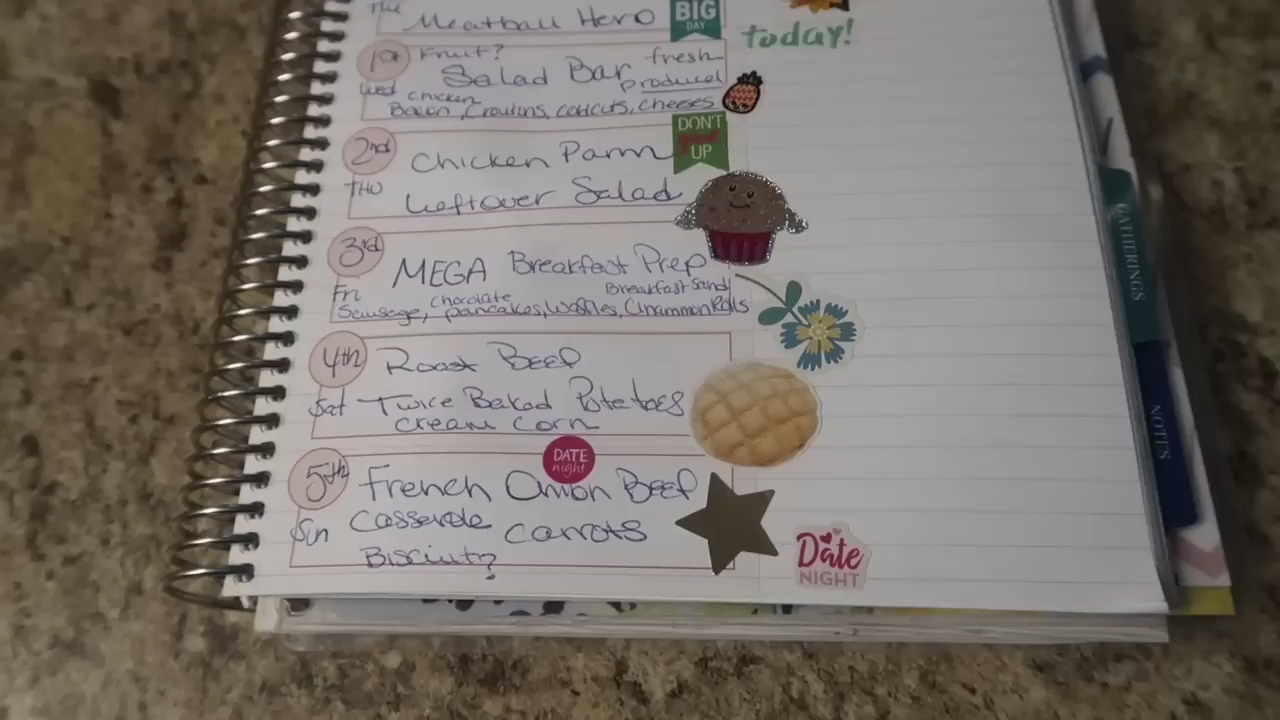 Meatball Hero
BIG
DAY
today!
1st Fruit? fresh
Salad Bar produce
Wed chicken
Bacon, Croutons, coldcuts, cheeses
DON'T
UP
2nd Chicken Parm
THU Leftover Salad
3rd MEGA Breakfast Prep
Fri chocolate Breakfast Sand
Sausage, pancakes, Waffles, Cinammon Rolls
4th Roast Beef
Sat Twice Baked Potatoes
cream corn
DATE
night
5th French Onion Beef
Sun Casserole carrots
Biscuit?
Date
NIGHT
GATHERINGS
NOTES